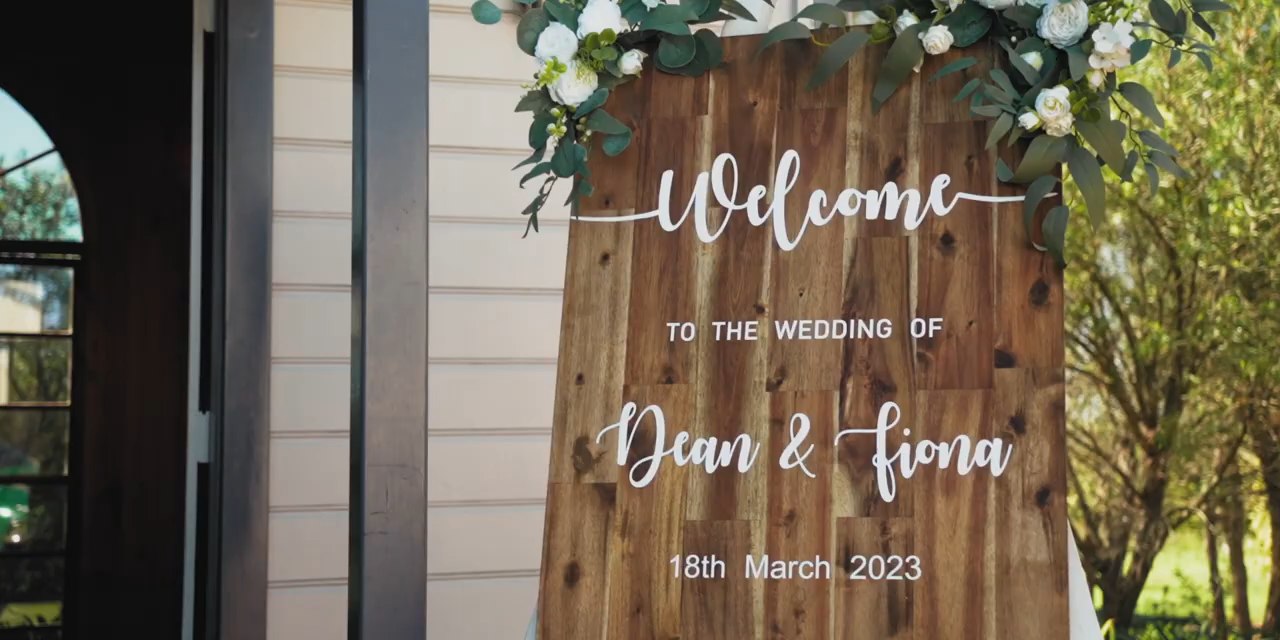 Welcome
TO THE WEDDING OF
Dean & Fiona
18th March 2023